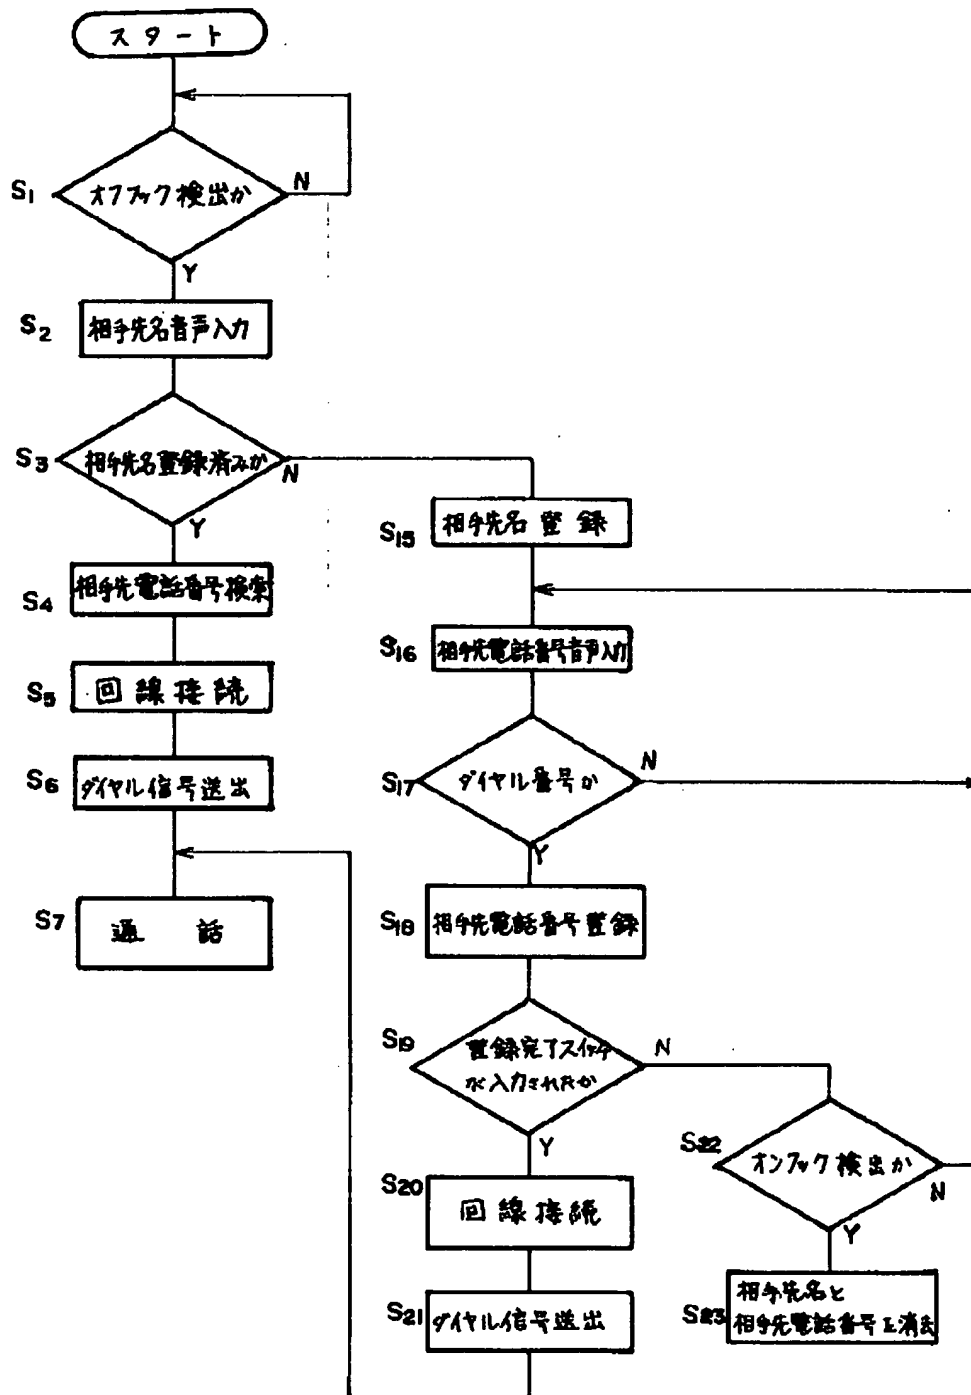 スタート
S1
オフフック検出か
N
Y
S2
相手先名音声入力
S3
相手先名登録済みか
N
Y
S4
相手先電話番号検索
S5
回線接続
S6
ダイヤル信号送出
S7
通話
S15
相手先名登録
S16
相手先電話番号音声入力
S17
ダイヤル番号か
N
Y
S18
相手先電話番号登録
S19
登録完了スイッチ
が入力されたか
N
Y
S20
回線接続
S21
ダイヤル信号送出
S22
オンフック検出か
N
Y
S23
相手先名と
相手先電話番号を消去